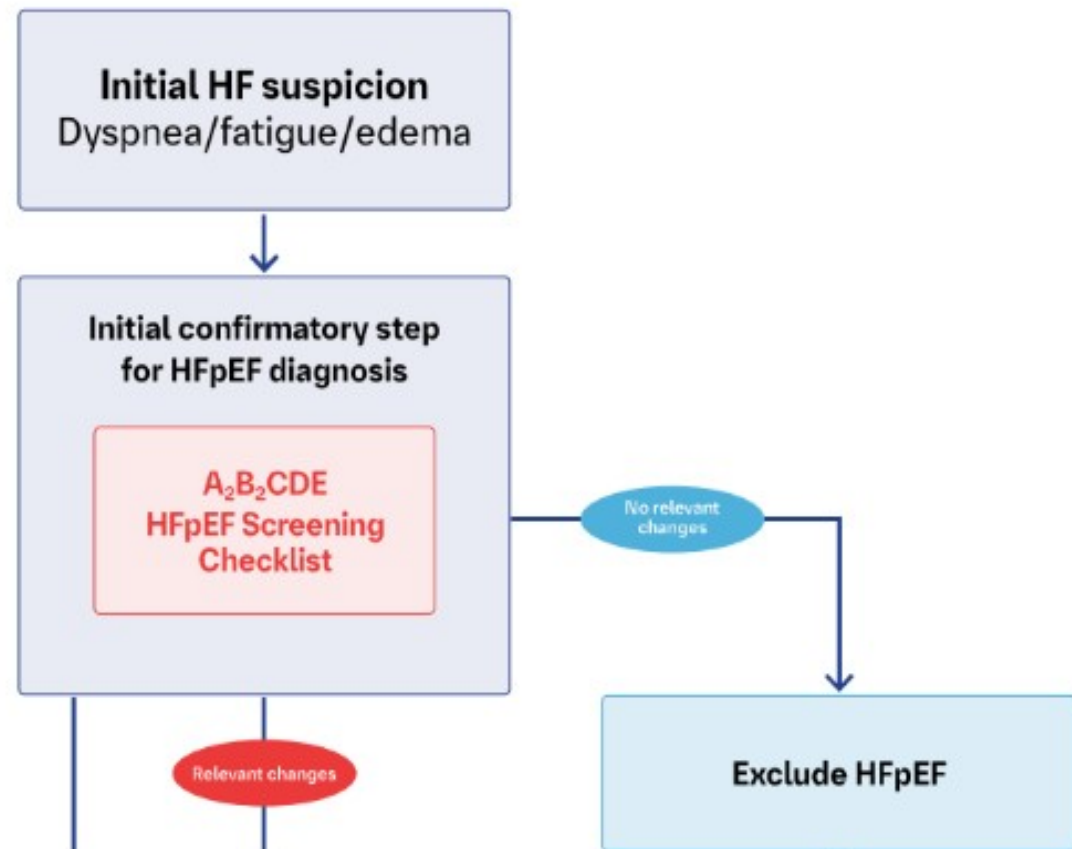 Initial HF suspicion
Dyspnea/fatigue/edema
Initial confirmatory step
for HFpEF diagnosis
A₂B₂CDE
HFpEF Screening
Checklist
No relevant
changes
Relevant changes
Exclude HFpEF